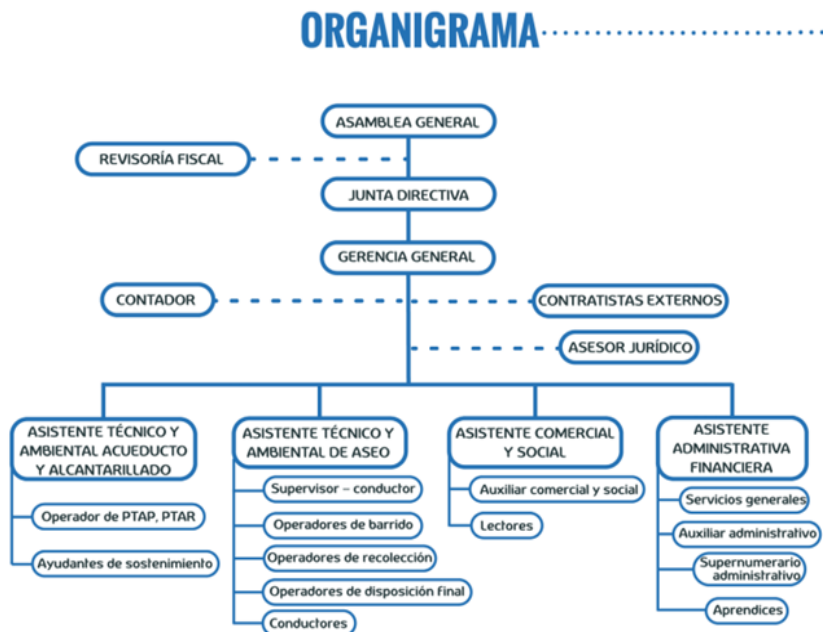 ORGANIGRAMA
ASAMBLEA GENERAL
REVISORÍA FISCAL
JUNTA DIRECTIVA
GERENCIA GENERAL
CONTADOR
CONTRATISTAS EXTERNOS
ASESOR JURÍDICO
ASISTENTE TÉCNICO Y
AMBIENTAL ACUEDUCTO
Y ALCANTARILLADO
Operador de PTAP, PTAR
Ayudantes de sostenimiento
ASISTENTE TÉCNICO Y
AMBIENTAL DE ASEO
Supervisor – conductor
Operadores de barrido
Operadores de recolección
Operadores de disposición final
Conductores
ASISTENTE COMERCIAL
Y SOCIAL
Auxiliar comercial y social
Lectores
ASISTENTE
ADMINISTRATIVA
FINANCIERA
Servicios generales
Auxiliar administrativo
Supernumerario
administrativo
Aprendices